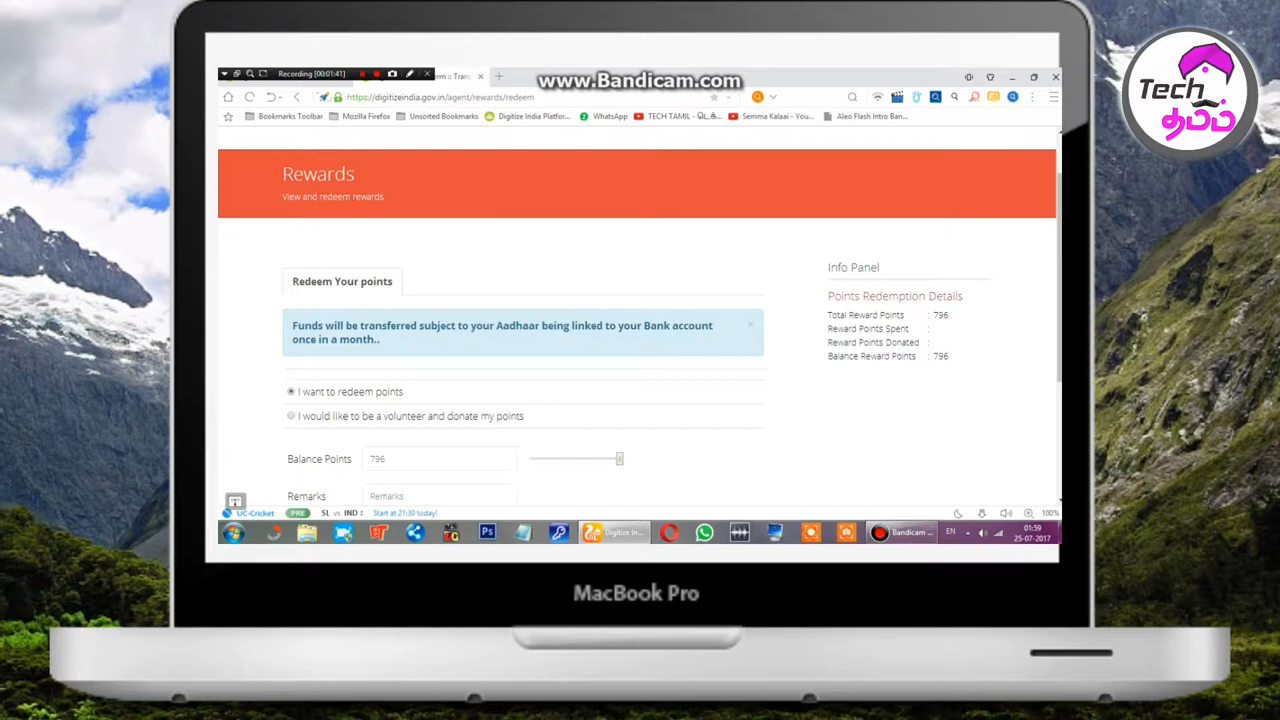 Tech
தமிழ்
Recording [00:01:41]
rm :: Tran
www.Bandicam.com
https://digitizeindia.gov.in/agent/rewards/redeem
Bookmarks Toolbar
Mozilla Firefox
Unsorted Bookmarks
Digitize India Platfor...
WhatsApp
TECH TAMIL - டெக்...
Semma Kalaai - You...
Aleo Flash Intro Ban...
Rewards
View and redeem rewards
Redeem Your points
Funds will be transferred subject to your Aadhaar being linked to your Bank account
once in a month..
I want to redeem points
I would like to be a volunteer and donate my points
Balance Points 796
Remarks Remarks
Info Panel
Points Redemption Details
Total Reward Points : 796
Reward Points Spent :
Reward Points Donated :
Balance Reward Points : 796
UC-Cricket PRE SL vs IND : Start at 21:30 today!
100%
Ps
Digitize In...
Bandicam ...
EN
01:59
25-07-2017
MacBook Pro